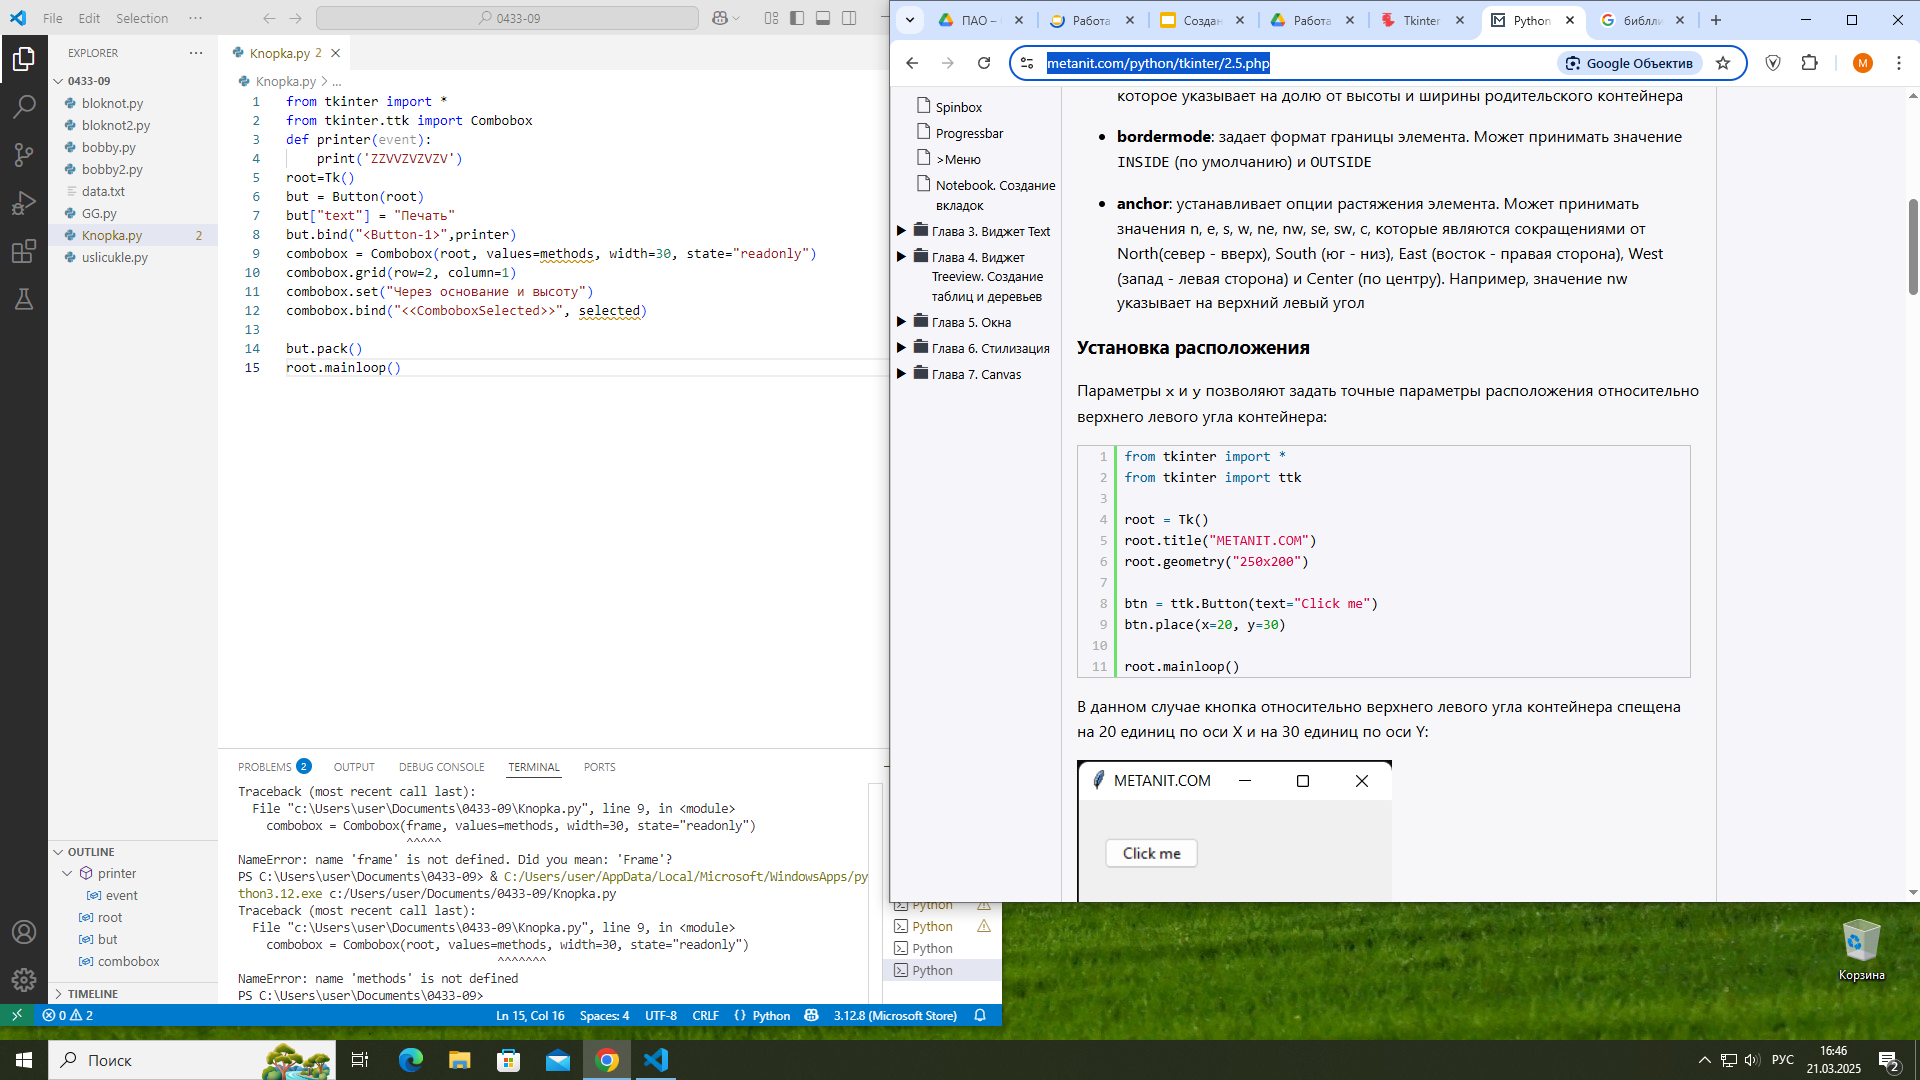 File Edit Selection ···
0433-09
EXPLORER
Knopka.py 2
0433-09
Knopka.py > ...
bloknot.py
bloknot2.py
bobby.py
bobby2.py
data.txt
GG.py
Knopka.py 2
uslicukle.py
1 from tkinter import *
2 from tkinter.ttk import Combobox
3 def printer(event):
4     print('ZZVVZVZVZV')
5 root=Tk()
6 but = Button(root)
7 but["text"] = "Печать"
8 but.bind("<Button-1>",printer)
9 combobox = Combobox(root, values=methods, width=30, state="readonly")
10 combobox.grid(row=2, column=1)
11 combobox.set("Через основание и высоту")
12 combobox.bind("<<ComboboxSelected>>", selected)
13
14 but.pack()
15 root.mainloop()
OUTLINE
printer
event
root
but
combobox
TIMELINE
PROBLEMS 2 OUTPUT DEBUG CONSOLE TERMINAL PORTS
Traceback (most recent call last):
  File "c:\Users\user\Documents\0433-09\Knopka.py", line 9, in <module>
    combobox = Combobox(frame, values=methods, width=30, state="readonly")
                        ^^^^^
NameError: name 'frame' is not defined. Did you mean: 'Frame'?
PS C:\Users\user\Documents\0433-09> & C:/Users/user/AppData/Local/Microsoft/WindowsApps/py
thon3.12.exe c:/Users/user/Documents/0433-09/Knopka.py
Traceback (most recent call last):
  File "c:\Users\user\Documents\0433-09\Knopka.py", line 9, in <module>
    combobox = Combobox(root, values=methods, width=30, state="readonly")
                                     ^^^^^^^
NameError: name 'methods' is not defined
PS C:\Users\user\Documents\0433-09>
Python
Python
Python
Python
0 2
Ln 15, Col 16 Spaces: 4 UTF-8 CRLF {} Python 3.12.8 (Microsoft Store)
ПАО – Работа Создан Работа Tkinter Python библи
metanit.com/python/tkinter/2.5.php
Google Объектив
M
Spinbox
Progressbar
>Меню
Notebook. Создание
вкладок
Глава 3. Виджет Text
Глава 4. Виджет
Treeview. Создание
таблиц и деревьев
Глава 5. Окна
Глава 6. Стилизация
Глава 7. Canvas
которое указывает на долю от высоты и ширины родительского контейнера
bordermode: задает формат границы элемента. Может принимать значение
INSIDE (по умолчанию) и OUTSIDE
anchor: устанавливает опции растяжения элемента. Может принимать
значения n, e, s, w, ne, nw, se, sw, c, которые являются сокращениями от
North(север - вверх), South (юг - низ), East (восток - правая сторона), West
(запад - левая сторона) и Center (по центру). Например, значение nw
указывает на верхний левый угол
Установка расположения
Параметры x и y позволяют задать точные параметры расположения относительно
верхнего левого угла контейнера:
1 from tkinter import *
2 from tkinter import ttk
3
4 root = Tk()
5 root.title("METANIT.COM")
6 root.geometry("250x200")
7
8 btn = ttk.Button(text="Click me")
9 btn.place(x=20, y=30)
10
11 root.mainloop()
В данном случае кнопка относительно верхнего левого угла контейнера спещена
на 20 единиц по оси X и на 30 единиц по оси Y:
METANIT.COM
Click me
Корзина
Поиск
РУС
16:46
21.03.2025
2